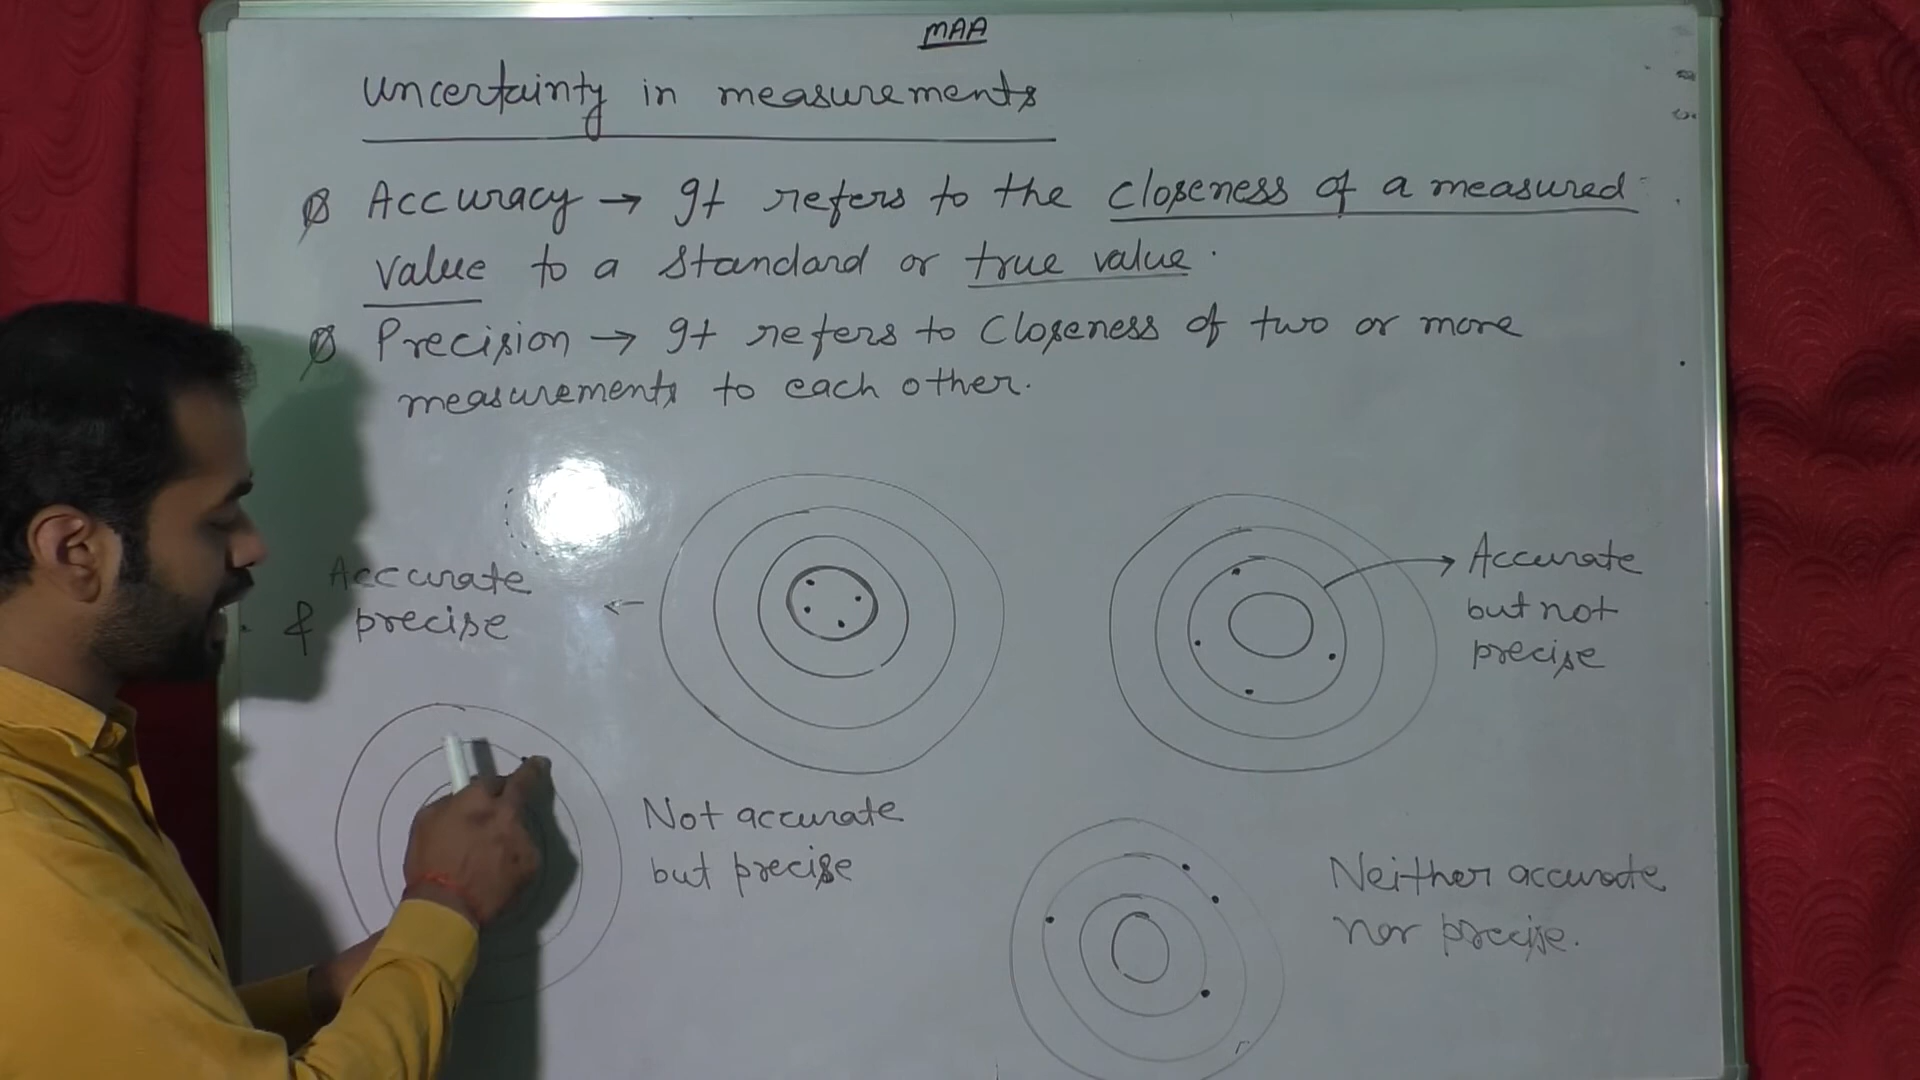 MAA
Uncertainty in measurements
Accuracy → It refers to the closeness of a measured
value to a standard or true value.
Precision → It refers to Closeness of two or more
measurements to each other.
Accurate
& precise
←
→ Accurate
but not
precise
Not accurate
but precise
Neither accurate
nor precise.